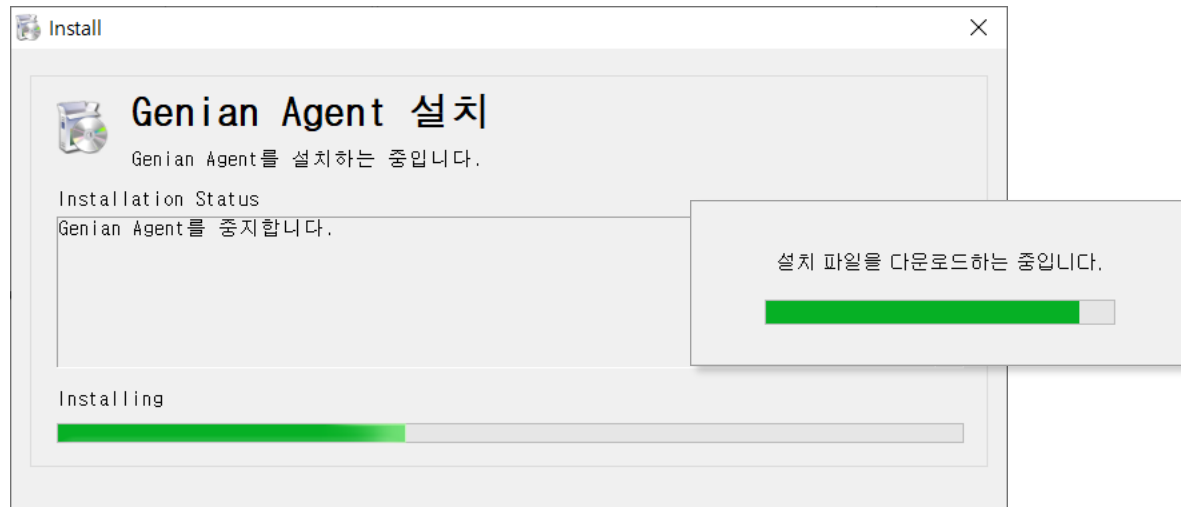 Install
Genian Agent 설치
Genian Agent를 설치하는 중입니다.
Installation Status
Genian Agent를 중지합니다.
설치 파일을 다운로드하는 중입니다.
Installing